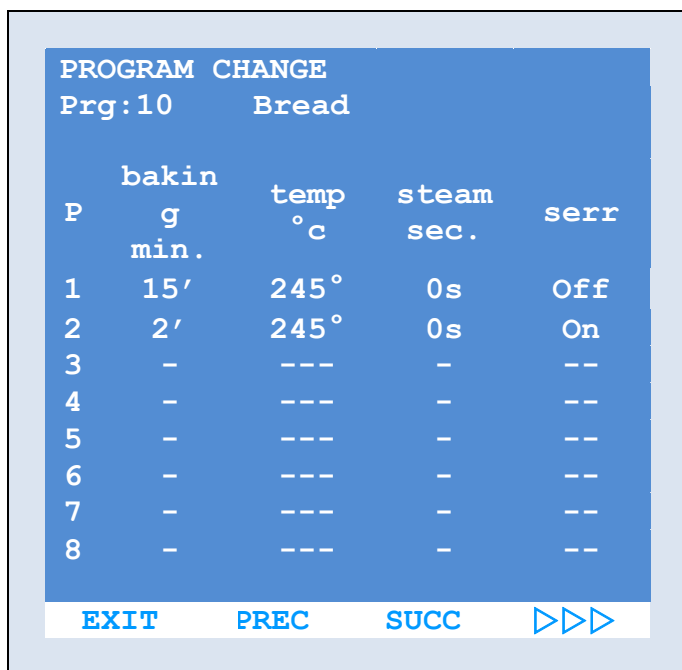 PROGRAM CHANGE
Prg:10 Bread
P bakin g min. temp °c steam sec. serr
1 15′ 245° 0s Off
2 2′ 245° 0s On
3 - --- - --
4 - --- - --
5 - --- - --
6 - --- - --
7 - --- - --
8 - --- - --
EXIT PREC SUCC ▷▷▷